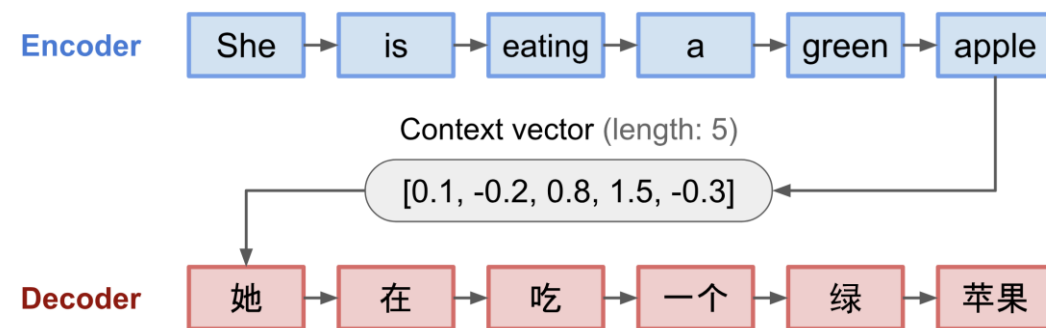 Encoder She is eating a green apple
Context vector (length: 5)
[0.1, -0.2, 0.8, 1.5, -0.3]
Decoder 她 在 吃 一个 绿 苹果